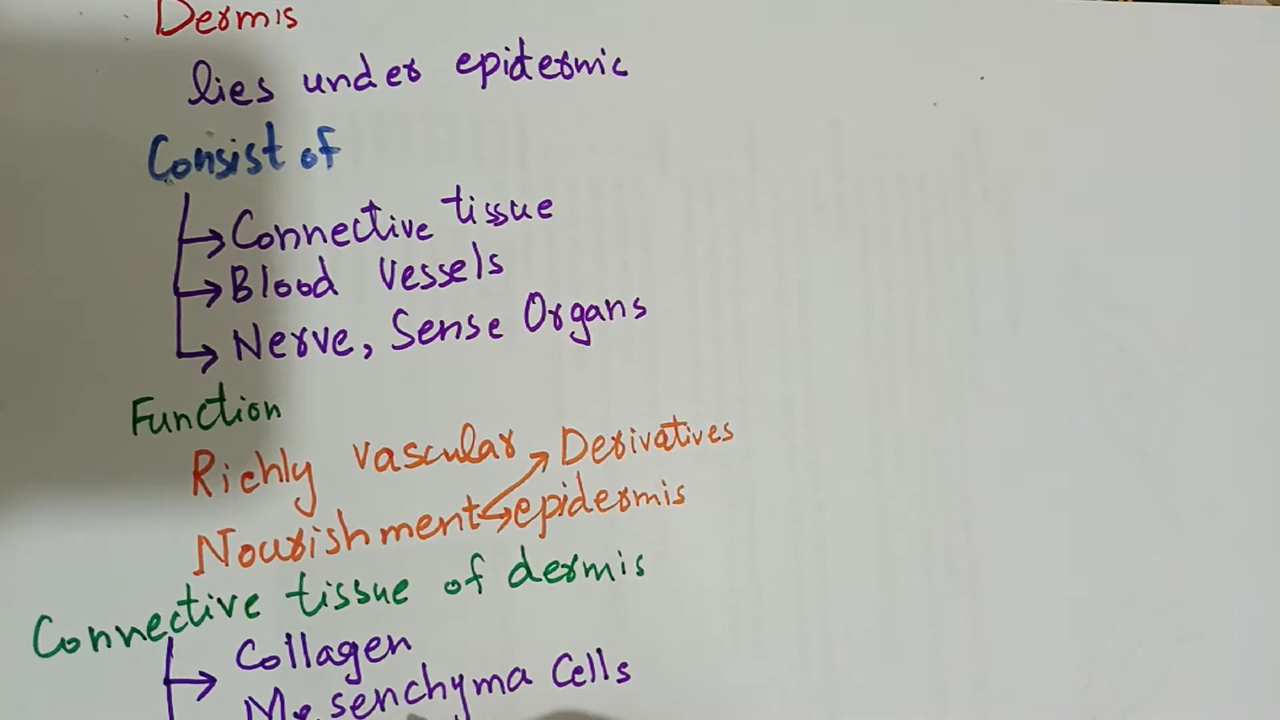 Dermis
lies under epidermic
Consist of
Connective tissue
Blood Vessels
Nerve, Sense Organs
Function
Richly vascular
Derivatives
Nourishment epidermis
Connective tissue of dermis
Collagen
Mesenchyma Cells